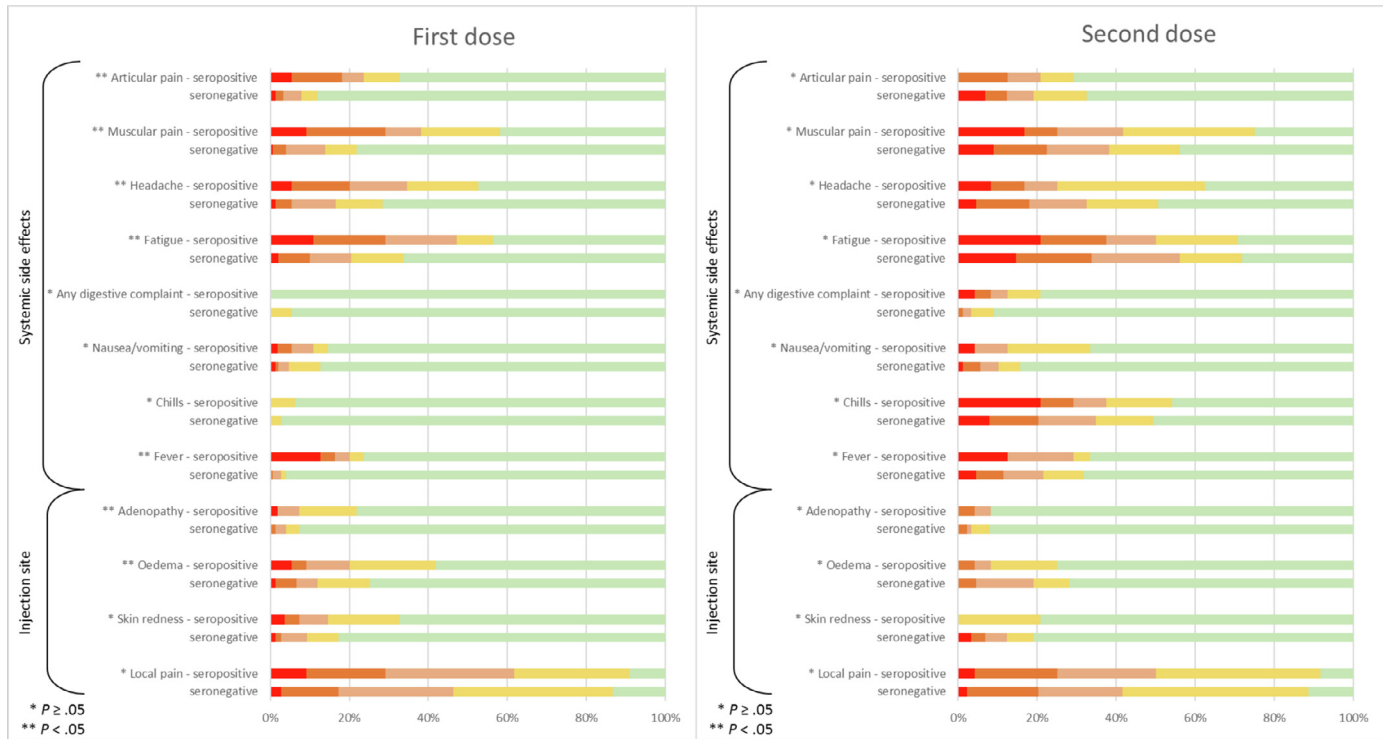 First dose
Systemic side effects
Injection site
** Articular pain - seropositive
seronegative
** Muscular pain - seropositive
seronegative
** Headache - seropositive
seronegative
** Fatigue - seropositive
seronegative
* Any digestive complaint - seropositive
seronegative
* Nausea/vomiting - seropositive
seronegative
* Chills - seropositive
seronegative
** Fever - seropositive
seronegative
** Adenopathy - seropositive
seronegative
** Oedema - seropositive
seronegative
* Skin redness - seropositive
seronegative
* Local pain - seropositive
seronegative
0% 20% 40% 60% 80% 100%
* P ≥ .05
** P < .05
Second dose
Systemic side effects
Injection site
* Articular pain - seropositive
seronegative
* Muscular pain - seropositive
seronegative
* Headache - seropositive
seronegative
* Fatigue - seropositive
seronegative
* Any digestive complaint - seropositive
seronegative
* Nausea/vomiting - seropositive
seronegative
* Chills - seropositive
seronegative
* Fever - seropositive
seronegative
* Adenopathy - seropositive
seronegative
* Oedema - seropositive
seronegative
* Skin redness - seropositive
seronegative
* Local pain - seropositive
seronegative
0% 20% 40% 60% 80% 100%
* P ≥ .05
** P < .05